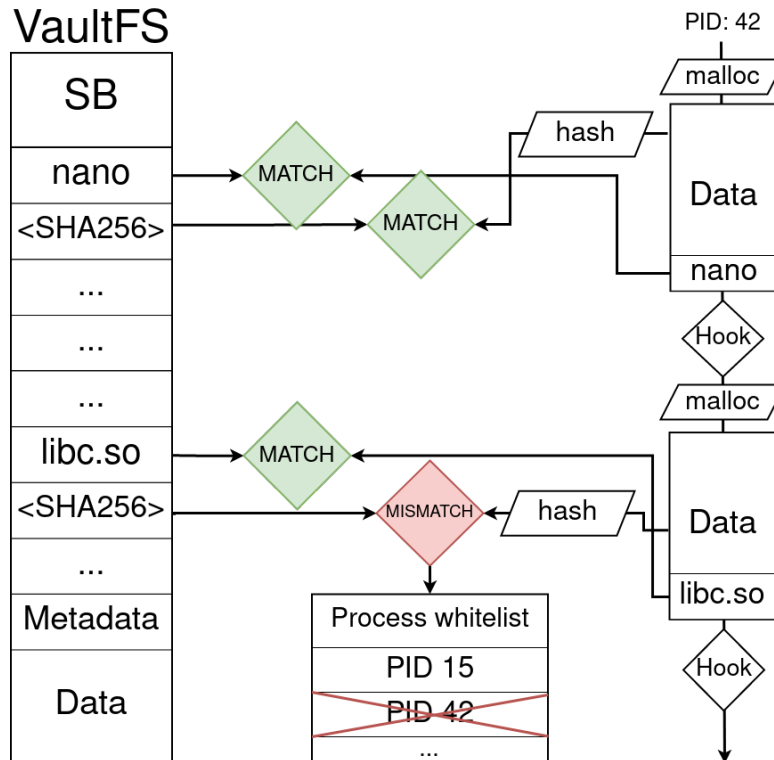 VaultFS
SB
nano
<SHA256>
...
...
...
libc.so
<SHA256>
...
Metadata
Data
MATCH
MATCH
hash
MATCH
MISMATCH
hash
Process whitelist
PID 15
PID 42
...
PID: 42
malloc
Data
nano
Hook
malloc
Data
libc.so
Hook